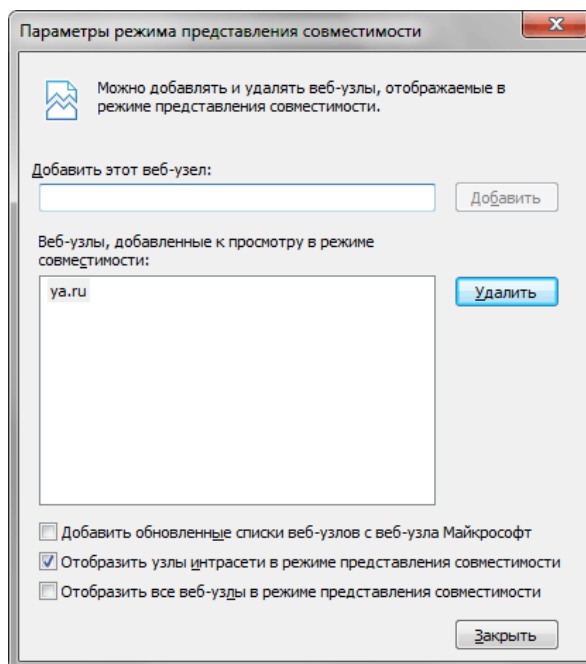 Параметры режима представления совместимости
Можно добавлять и удалять веб-узлы, отображаемые в
режиме представления совместимости.
Добавить этот веб-узел:
Добавить
Веб-узлы, добавленные к просмотру в режиме
совместимости:
ya.ru
Удалить
Добавить обновленные списки веб-узлов с веб-узла Майкрософт
Отобразить узлы интрасети в режиме представления совместимости
Отобразить все веб-узлы в режиме представления совместимости
Закрыть